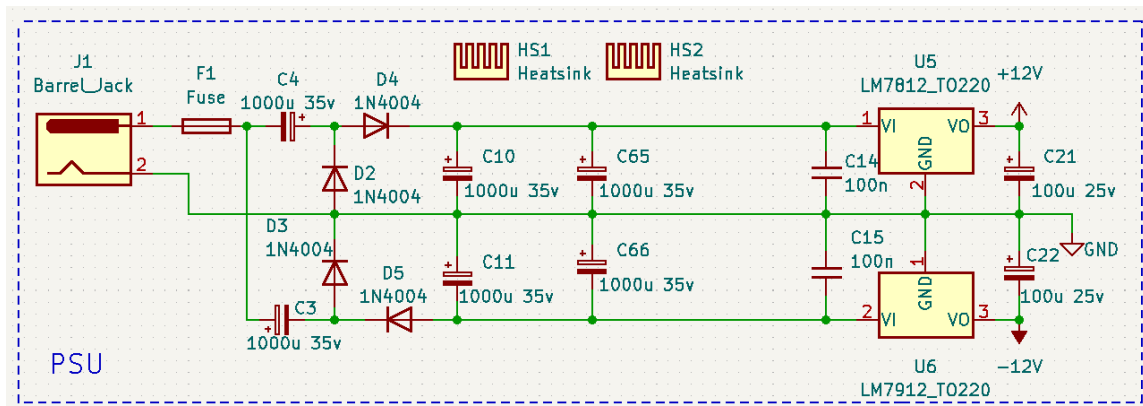 HS1
Heatsink
HS2
Heatsink
J1
Barrel_Jack
F1
Fuse
C4
1000u 35v
D4
1N4004
U5
LM7812_TO220
+12V
1
2
+
1
VI
VO
3
GND
2
D2
1N4004
+
C10
1000u 35v
+
C65
1000u 35v
C14
100n
+
C21
100u 25v
D3
1N4004
GND
+
C11
1000u 35v
+
C66
1000u 35v
C15
100n
1
GND
+
C22
100u 25v
D5
1N4004
C3
+
1000u 35v
2
VI
VO
3
PSU
U6
LM7912_TO220
-12V